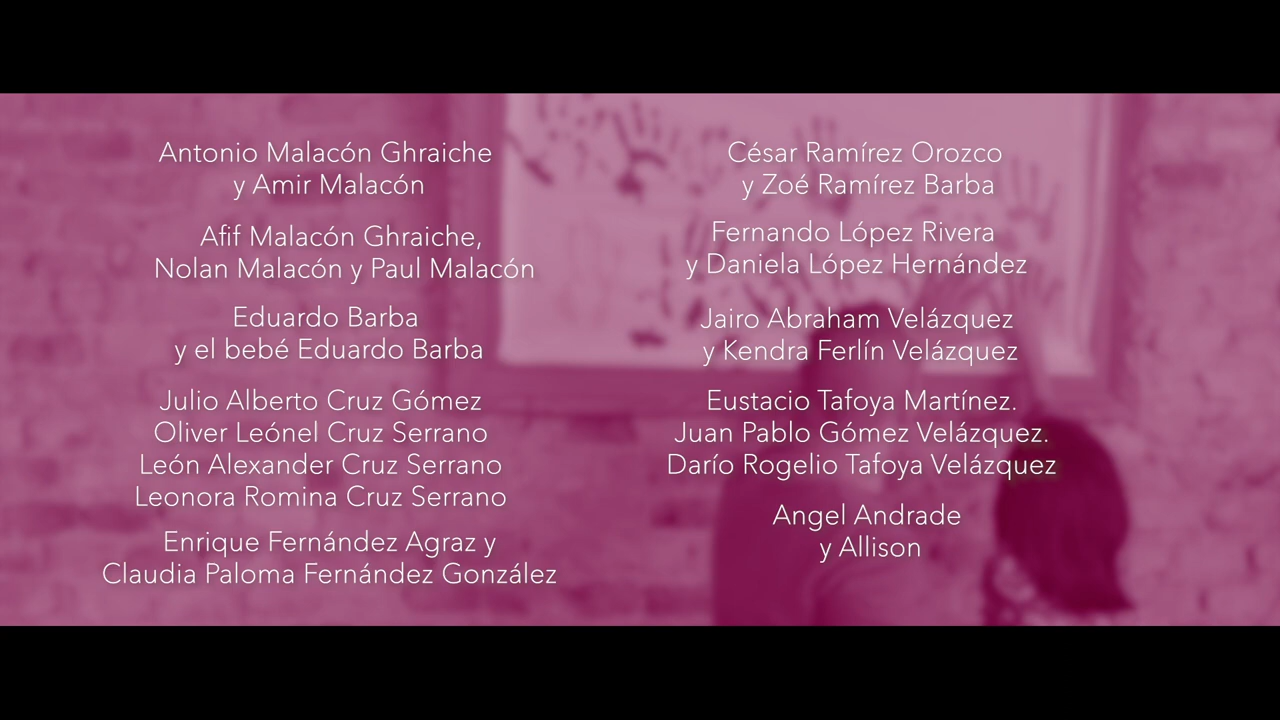 Antonio Malacón Ghraiche
y Amir Malacón
Afif Malacón Ghraiche,
Nolan Malacón y Paul Malacón
Eduardo Barba
y el bebé Eduardo Barba
Julio Alberto Cruz Gómez
Oliver Leónel Cruz Serrano
León Alexander Cruz Serrano
Leonora Romina Cruz Serrano
Enrique Fernández Agraz y
Claudia Paloma Fernández González
César Ramírez Orozco
y Zoé Ramírez Barba
Fernando López Rivera
y Daniela López Hernández
Jairo Abraham Velázquez
y Kendra Ferlín Velázquez
Eustacio Tafoya Martínez.
Juan Pablo Gómez Velázquez.
Darío Rogelio Tafoya Velázquez
Angel Andrade
y Allison